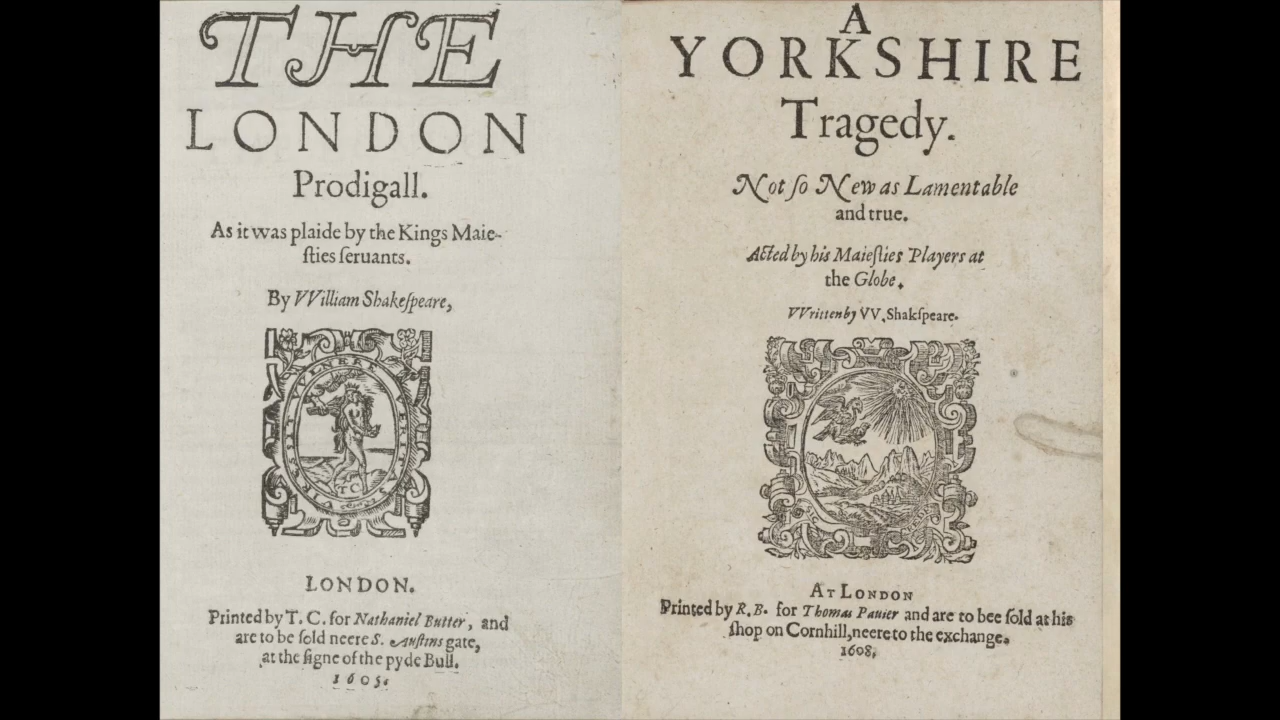 THE
LONDON
Prodigall.
As it was plaide by the Kings Maie-
ſties ſeruants.
By VVilliam Shakeſpeare,
VIRESSIT VVLNERE VERITAS
TC
LONDON.
Printed by T. C. for Nathaniel Butter, and
are to be ſold neere S. Auſtins gate,
at the ſigne of the pyde Bull.
1605.
A
YORKSHIRE
Tragedy.
Not ſo New as Lamentable
and true.
Acted by his Maieſties Players at
the Globe.
VVritten by VV. Shakſpeare.
AT LONDON
Printed by R. B. for Thomas Pauier and are to bee ſold at his
ſhop on Cornhill, neere to the exchange.
1608.